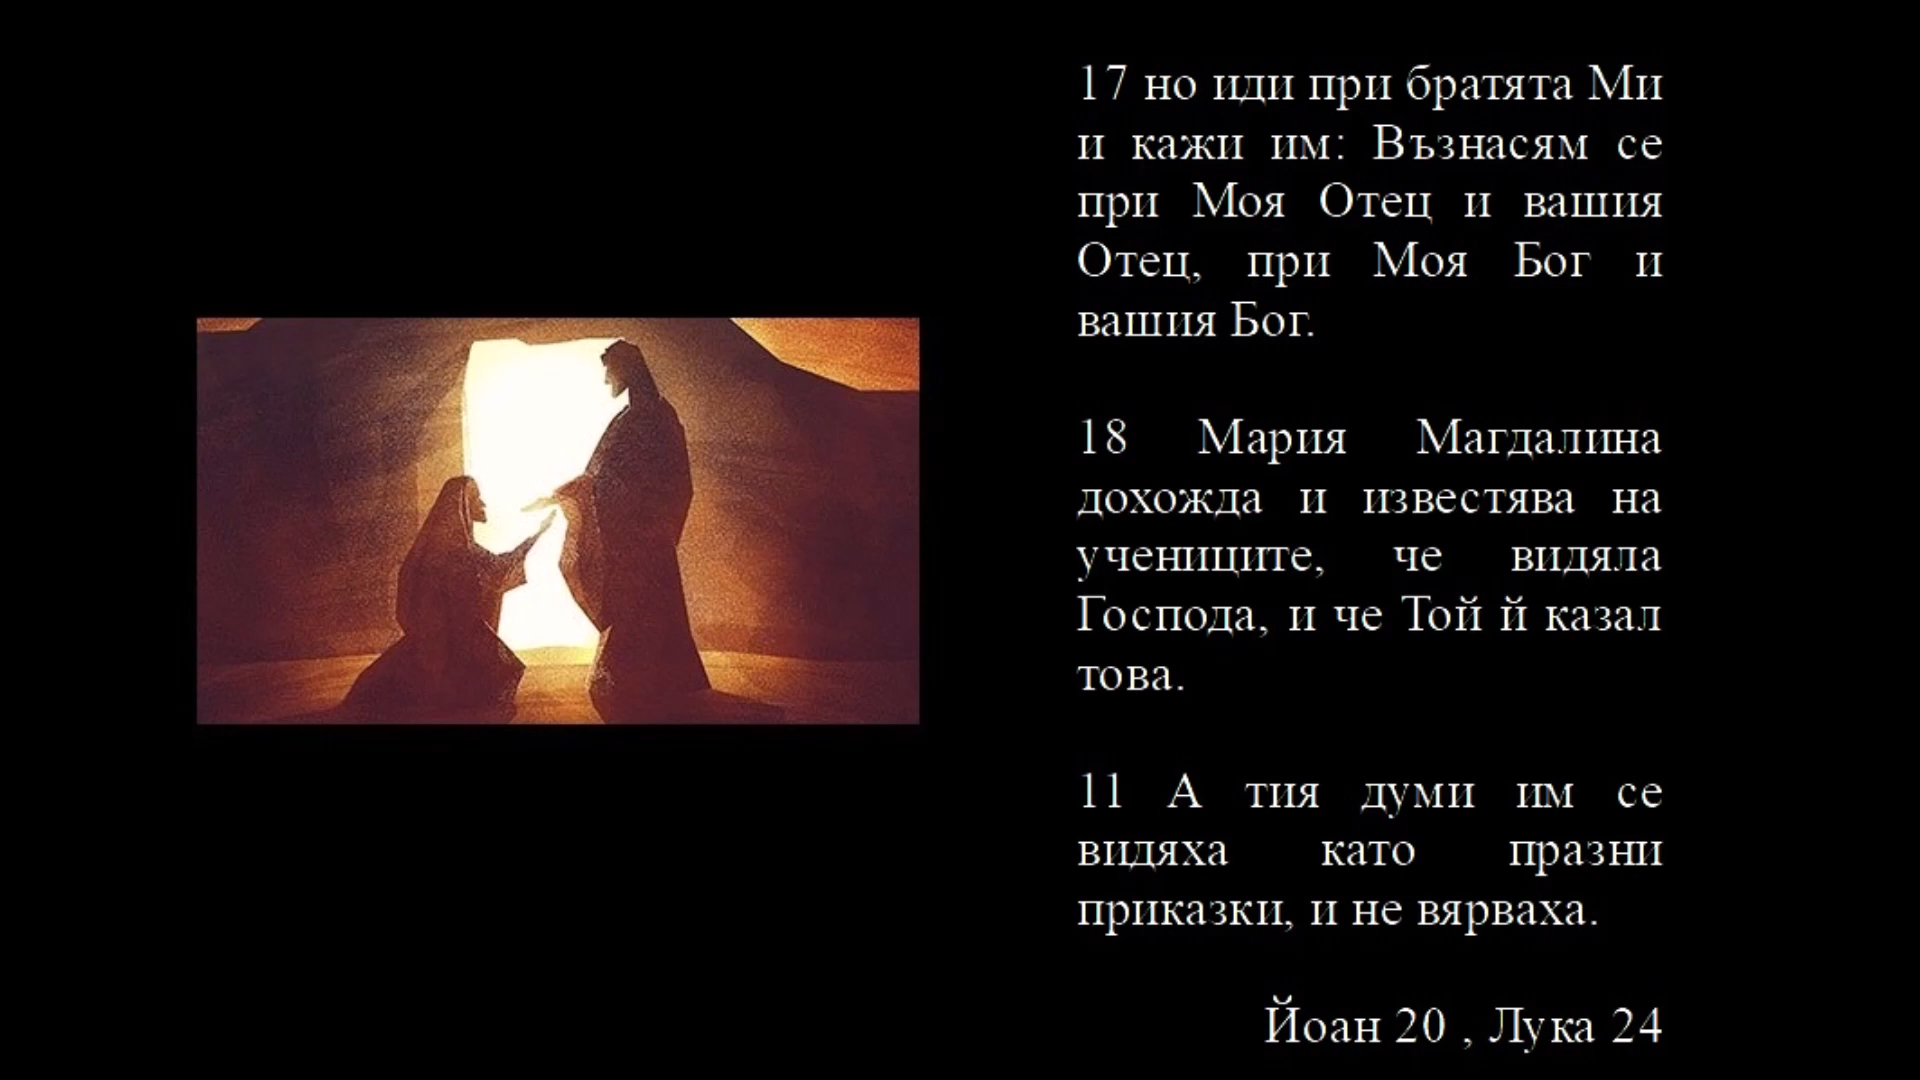 17 но иди при братята Ми
и кажи им: Възнасям се
при Моя Отец и вашия
Отец, при Моя Бог и
вашия Бог.
18 Мария Магдалина
дохожда и известява на
учениците, че видяла
Господа, и че Той й казал
това.
11 А тия думи им се
видяха като празни
приказки, и не вярваха.
Йоан 20 , Лука 24